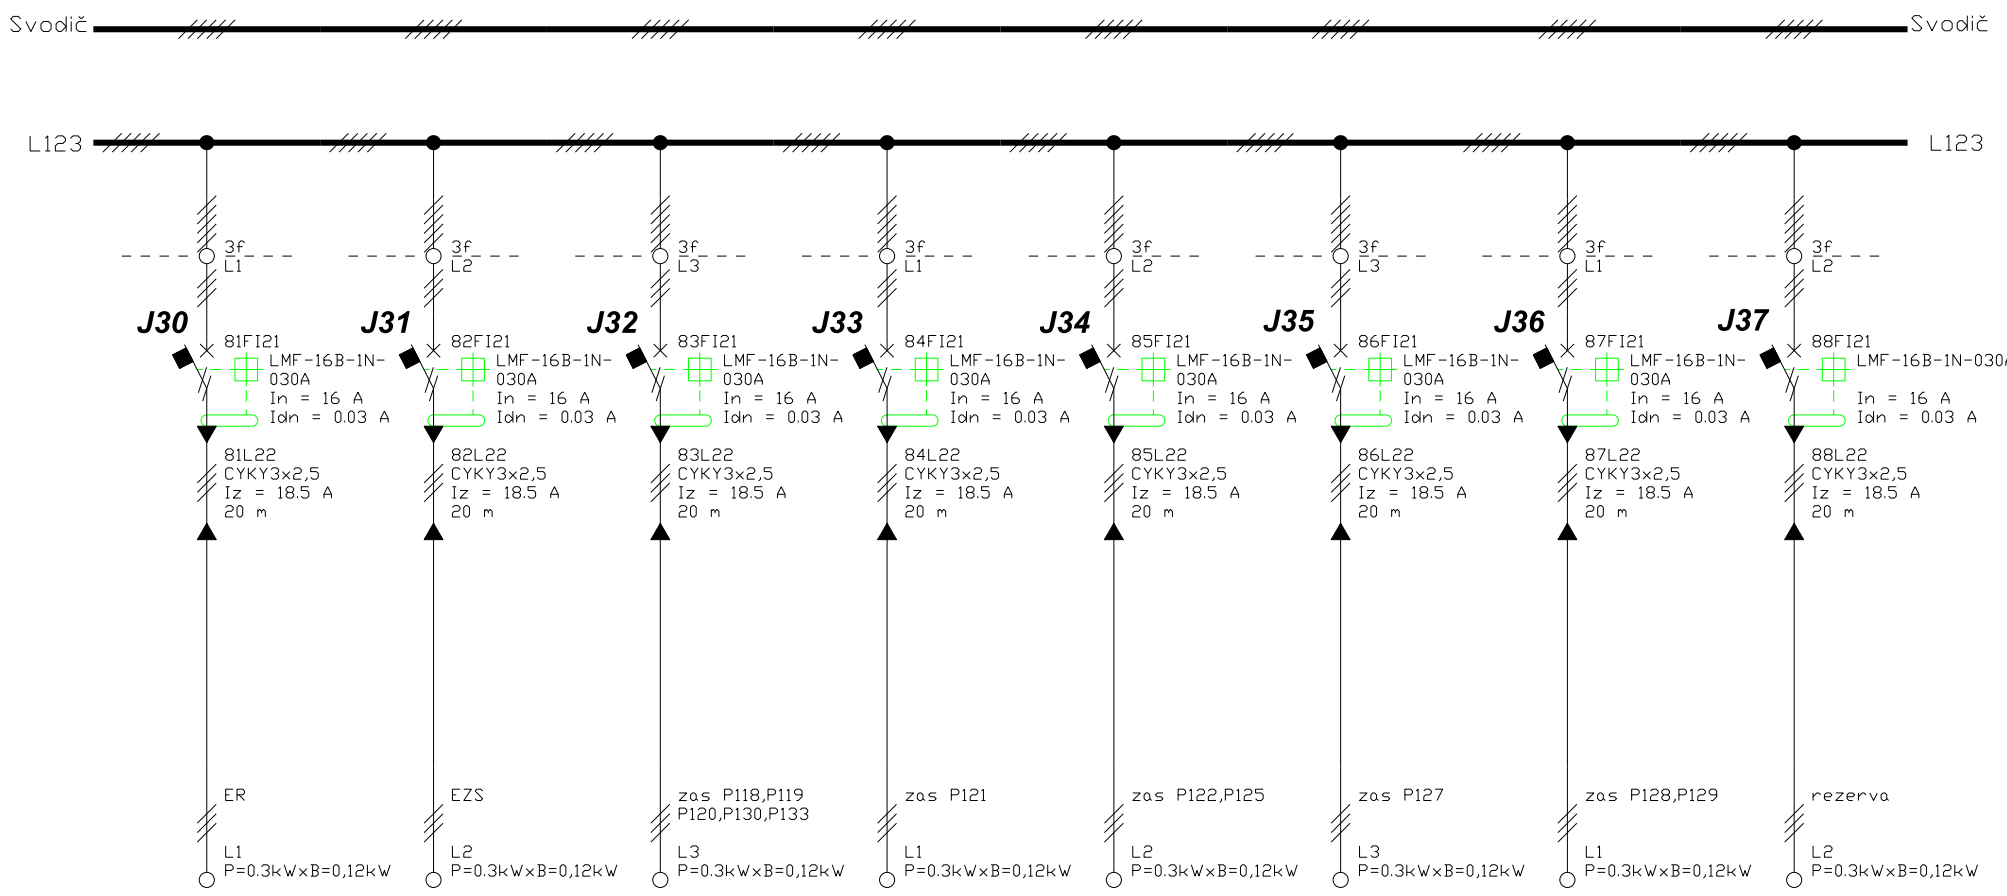 Svodič
Svodič
L123
L123
3f
L1
J30
81FI21
LMF-16B-1N-
030A
In = 16 A
Idn = 0.03 A
81L22
CYKY3x2,5
Iz = 18.5 A
20 m
ER
L1
P=0.3kWxB=0,12kW
3f
L2
J31
82FI21
LMF-16B-1N-
030A
In = 16 A
Idn = 0.03 A
82L22
CYKY3x2,5
Iz = 18.5 A
20 m
EZS
L2
P=0.3kWxB=0,12kW
3f
L3
J32
83FI21
LMF-16B-1N-
030A
In = 16 A
Idn = 0.03 A
83L22
CYKY3x2,5
Iz = 18.5 A
20 m
zas P118,P119
P120,P130,P133
L3
P=0.3kWxB=0,12kW
3f
L1
J33
84FI21
LMF-16B-1N-
030A
In = 16 A
Idn = 0.03 A
84L22
CYKY3x2,5
Iz = 18.5 A
20 m
zas P121
L1
P=0.3kWxB=0,12kW
3f
L2
J34
85FI21
LMF-16B-1N-
030A
In = 16 A
Idn = 0.03 A
85L22
CYKY3x2,5
Iz = 18.5 A
20 m
zas P122,P125
L2
P=0.3kWxB=0,12kW
3f
L3
J35
86FI21
LMF-16B-1N-
030A
In = 16 A
Idn = 0.03 A
86L22
CYKY3x2,5
Iz = 18.5 A
20 m
zas P127
L3
P=0.3kWxB=0,12kW
3f
L1
J36
87FI21
LMF-16B-1N-
030A
In = 16 A
Idn = 0.03 A
87L22
CYKY3x2,5
Iz = 18.5 A
20 m
zas P128,P129
L1
P=0.3kWxB=0,12kW
3f
L2
J37
88FI21
LMF-16B-1N-030A
In = 16 A
Idn = 0.03 A
88L22
CYKY3x2,5
Iz = 18.5 A
20 m
rezerva
L2
P=0.3kWxB=0,12kW